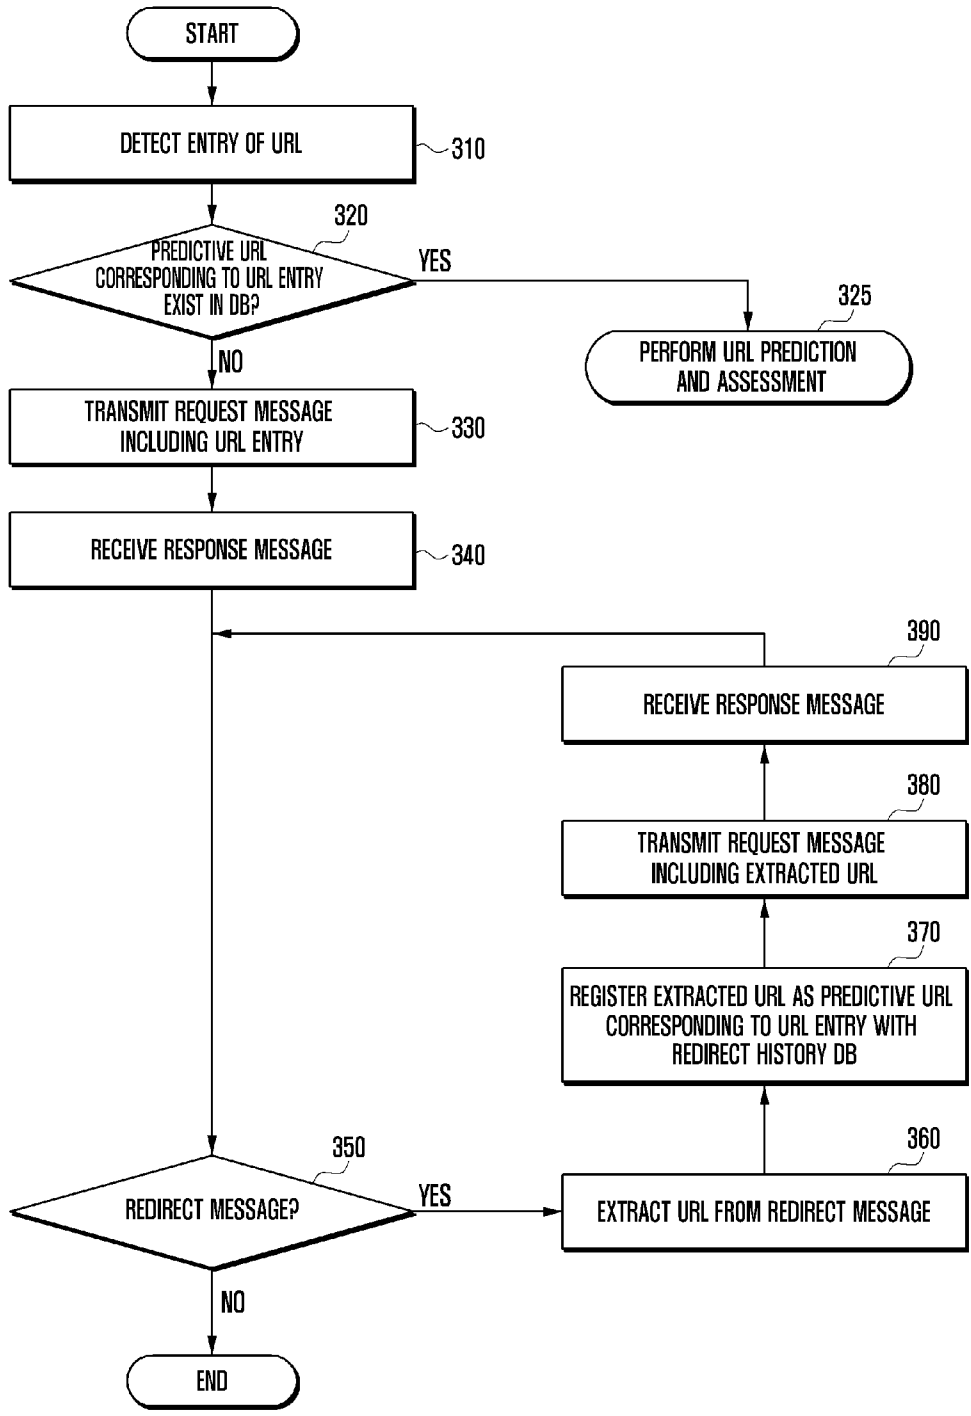 START
DETECT ENTRY OF URL
310
320
PREDICTIVE URL
CORRESPONDING TO URL ENTRY
EXIST IN DB?
YES
325
PERFORM URL PREDICTION
AND ASSESSMENT
NO
TRANSMIT REQUEST MESSAGE
INCLUDING URL ENTRY
330
RECEIVE RESPONSE MESSAGE
340
390
RECEIVE RESPONSE MESSAGE
380
TRANSMIT REQUEST MESSAGE
INCLUDING EXTRACTED URL
370
REGISTER EXTRACTED URL AS PREDICTIVE URL
CORRESPONDING TO URL ENTRY WITH
REDIRECT HISTORY DB
350
REDIRECT MESSAGE?
YES
360
EXTRACT URL FROM REDIRECT MESSAGE
NO
END